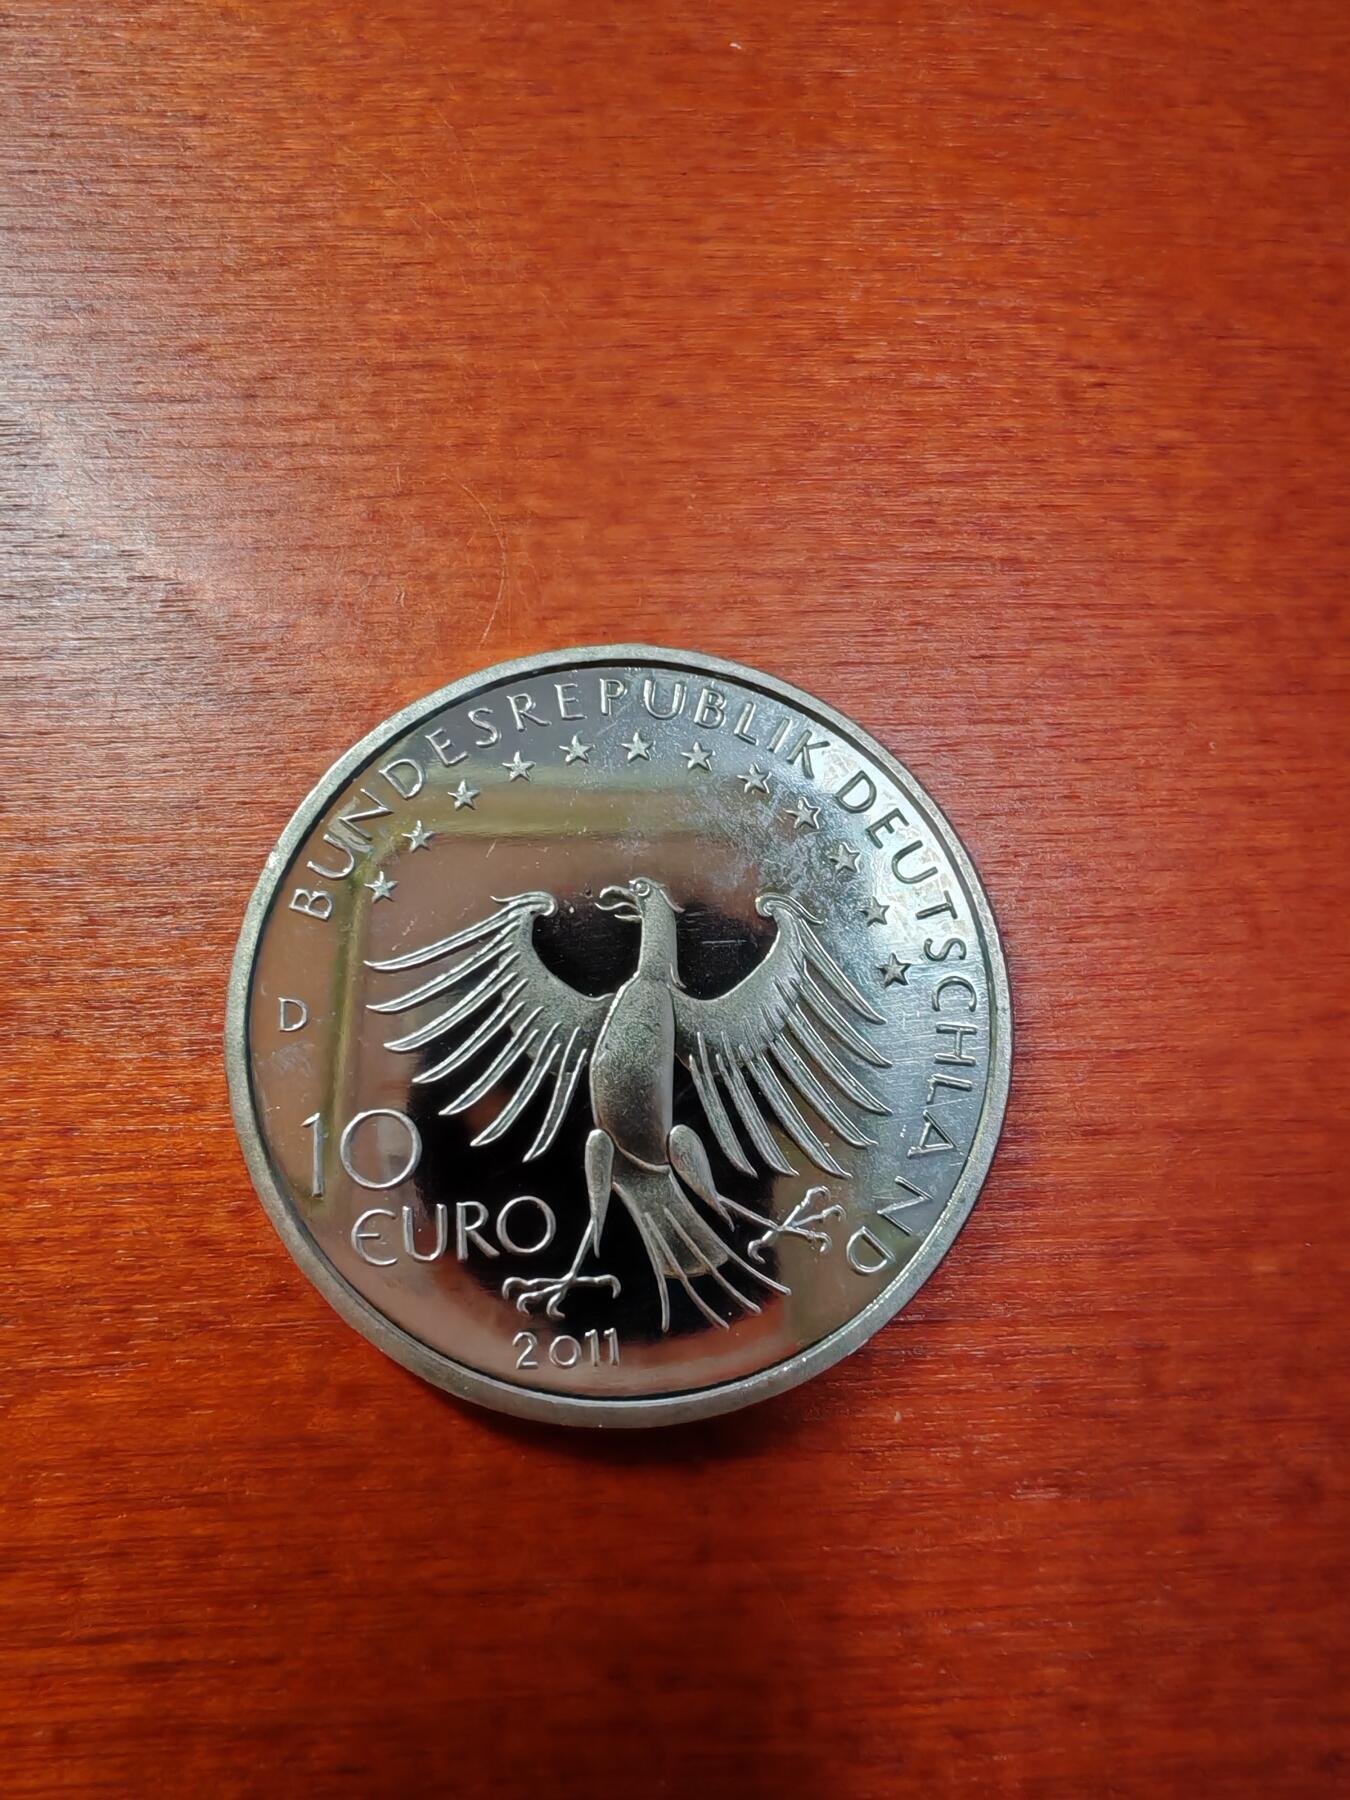 BUNDESREPUBLIK DEUTSCHLAND
D
10
EURO
2011